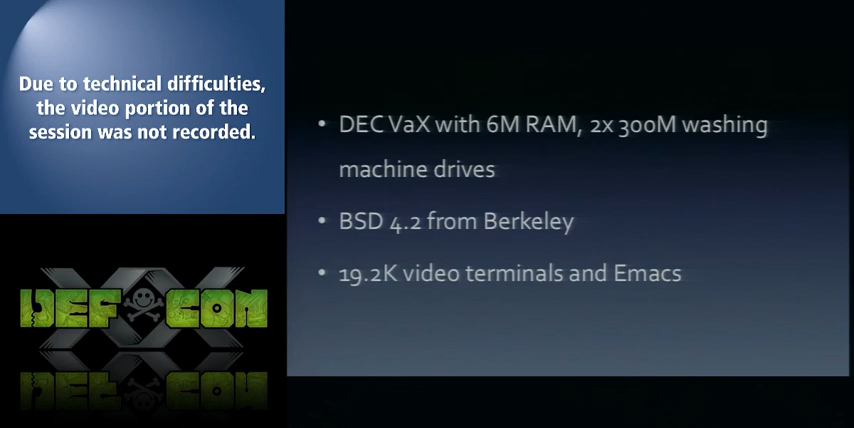 Due to technical difficulties,
the video portion of the
session was not recorded.
DEF CON
XX
• DEC VaX with 6M RAM, 2x 300M washing
machine drives
• BSD 4.2 from Berkeley
• 19.2K video terminals and Emacs